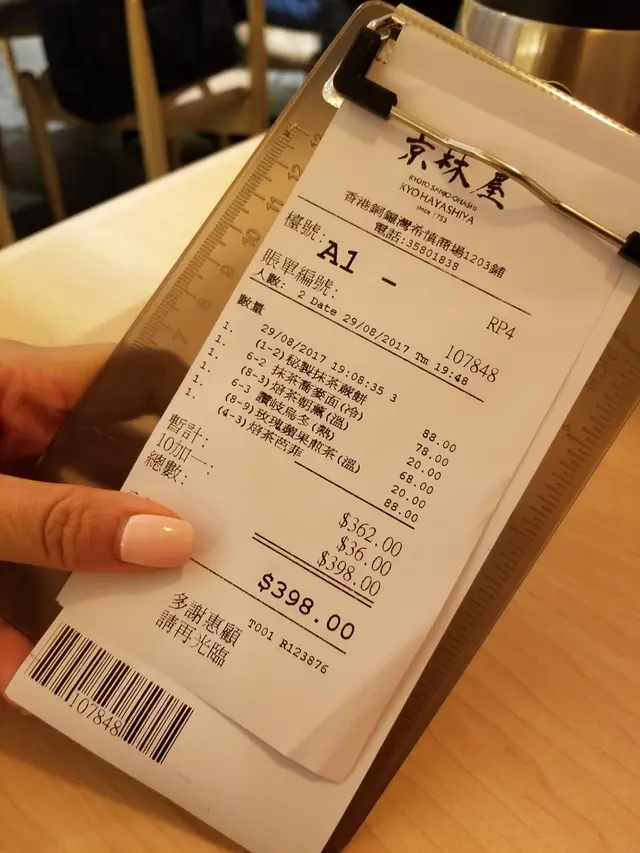 京林屋
KYOTO SANJO-OHASHI
KYOHAYASHIYA
since 1753
香港銅鑼灣希慎商場1203鋪
電話:35801838
檯號: A1 - RP4
賬單編號: 107848
人數: 2 Date 29/08/2017 Tm 19:48
數量
29/08/2017 19:08:35 3
1. (1-2)秘製抹茶蕨餅 88.00
1. 6-2 抹茶蕎麥面(冷) 78.00
1. (8-3)焙茶朝薰(溫) 20.00
1. 6-3 讚岐烏冬(熱) 68.00
1. (8-9)玫瑰蘋果煎茶(溫) 20.00
1. (4-3)焙茶芭菲 88.00
暫計: $362.00
10加一: $36.00
總數: $398.00
$398.00
T001 R123876
多謝惠顧
請再光臨
107848